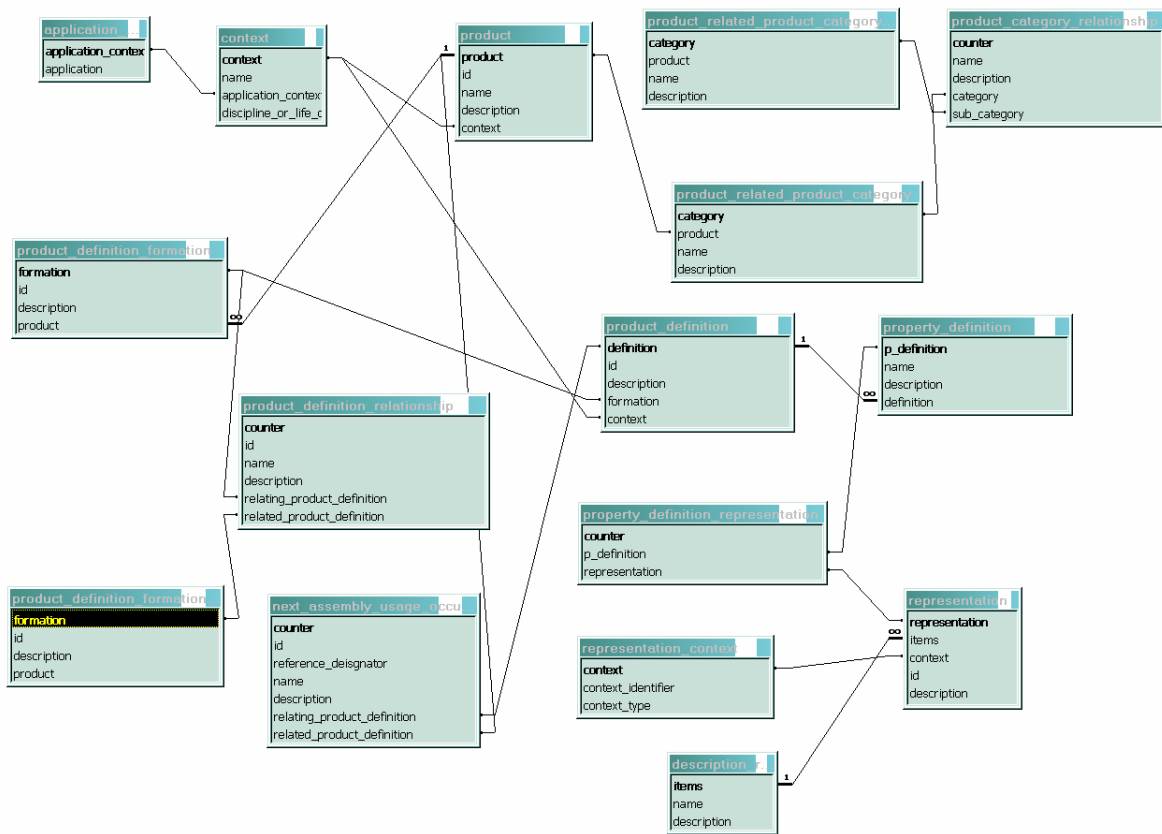 application_...
application_contex
application
context
context
name
application_contex
discipline_or_life_c
product
product
id
name
description
context
1
product_related_product_category
category
product
name
description
product_category_relationship
counter
name
description
category
sub_category
product_related_product_category
category
product
name
description
product_definition_formation
formation
id
description
product
∞
product_definition
definition
id
description
formation
context
1
property_definition
p_definition
name
description
definition
∞
product_definition_relationship
counter
id
name
description
relating_product_definition
related_product_definition
property_definition_representation
counter
p_definition
representation
product_definition_formation
formation
id
description
product
next_assembly_usage_occu
counter
id
reference_deisgnator
name
description
relating_product_definition
related_product_definition
representation_context
context
context_identifier
context_type
representation
representation
items
context
id
description
∞
description_r...
items
name
description
1